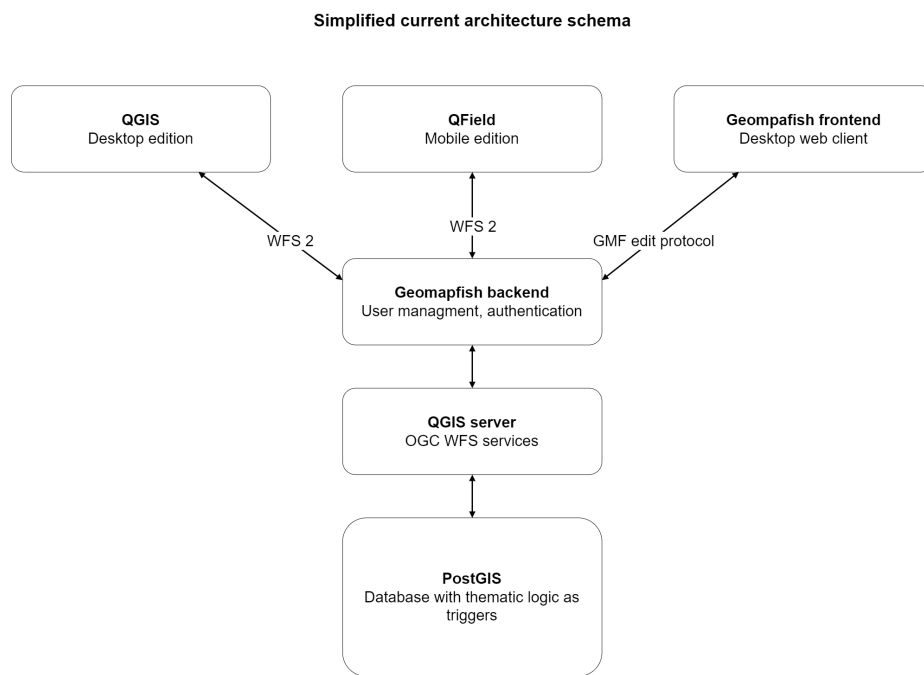 Simplified current architecture schema
QGIS
Desktop edition
QField
Mobile edition
Geompafish frontend
Desktop web client
WFS 2
WFS 2
GMF edit protocol
Geomapfish backend
User managment, authentication
QGIS server
OGC WFS services
PostGIS
Database with thematic logic as
triggers